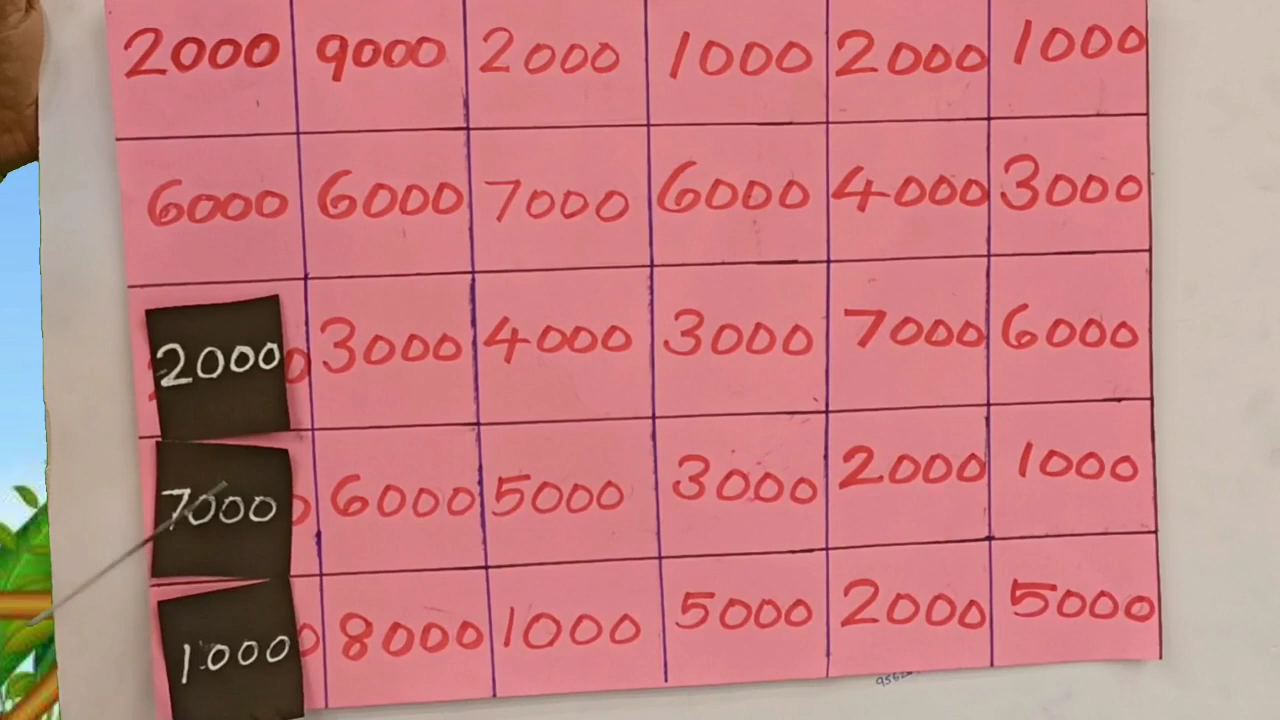 2000 9000 2000 1000 2000 1000
6000 6000 7000 6000 4000 3000
2000 3000 4000 3000 7000 6000
7000 6000 5000 3000 2000 1000
1000 8000 1000 5000 2000 5000